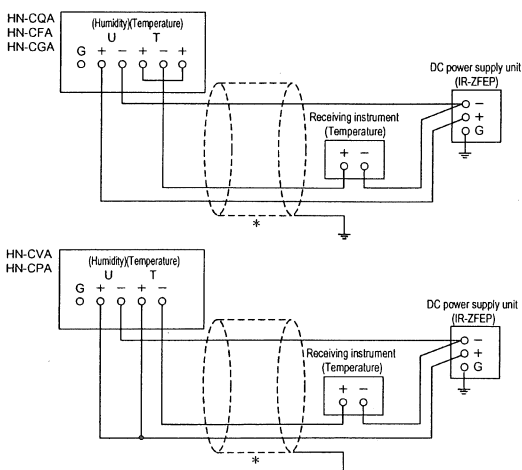 HN-CQA
HN-CFA
HN-CGA
(Humidity)(Temperature)
U T
G + − + − +
DC power supply unit
(IR-ZFEP)
−
+
G
Receiving instrument
(Temperature)
+ −
*
HN-CVA
HN-CPA
(Humidity)(Temperature)
U T
G + − + −
DC power supply unit
(IR-ZFEP)
−
+
G
Receiving instrument
(Temperature)
+ −
*